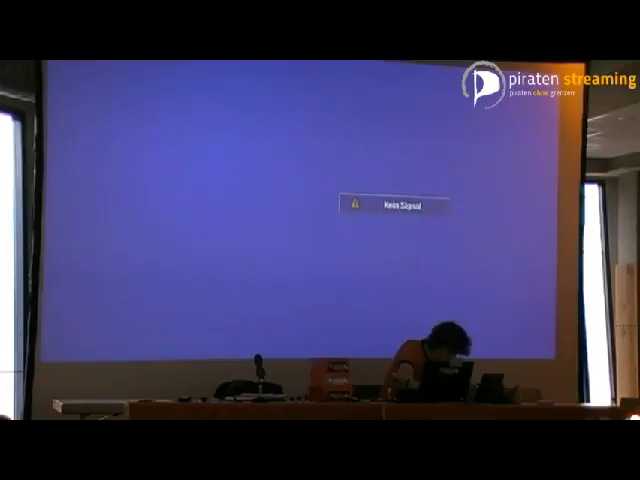 piraten streaming
piraten ohne grenzen
Kein Signal